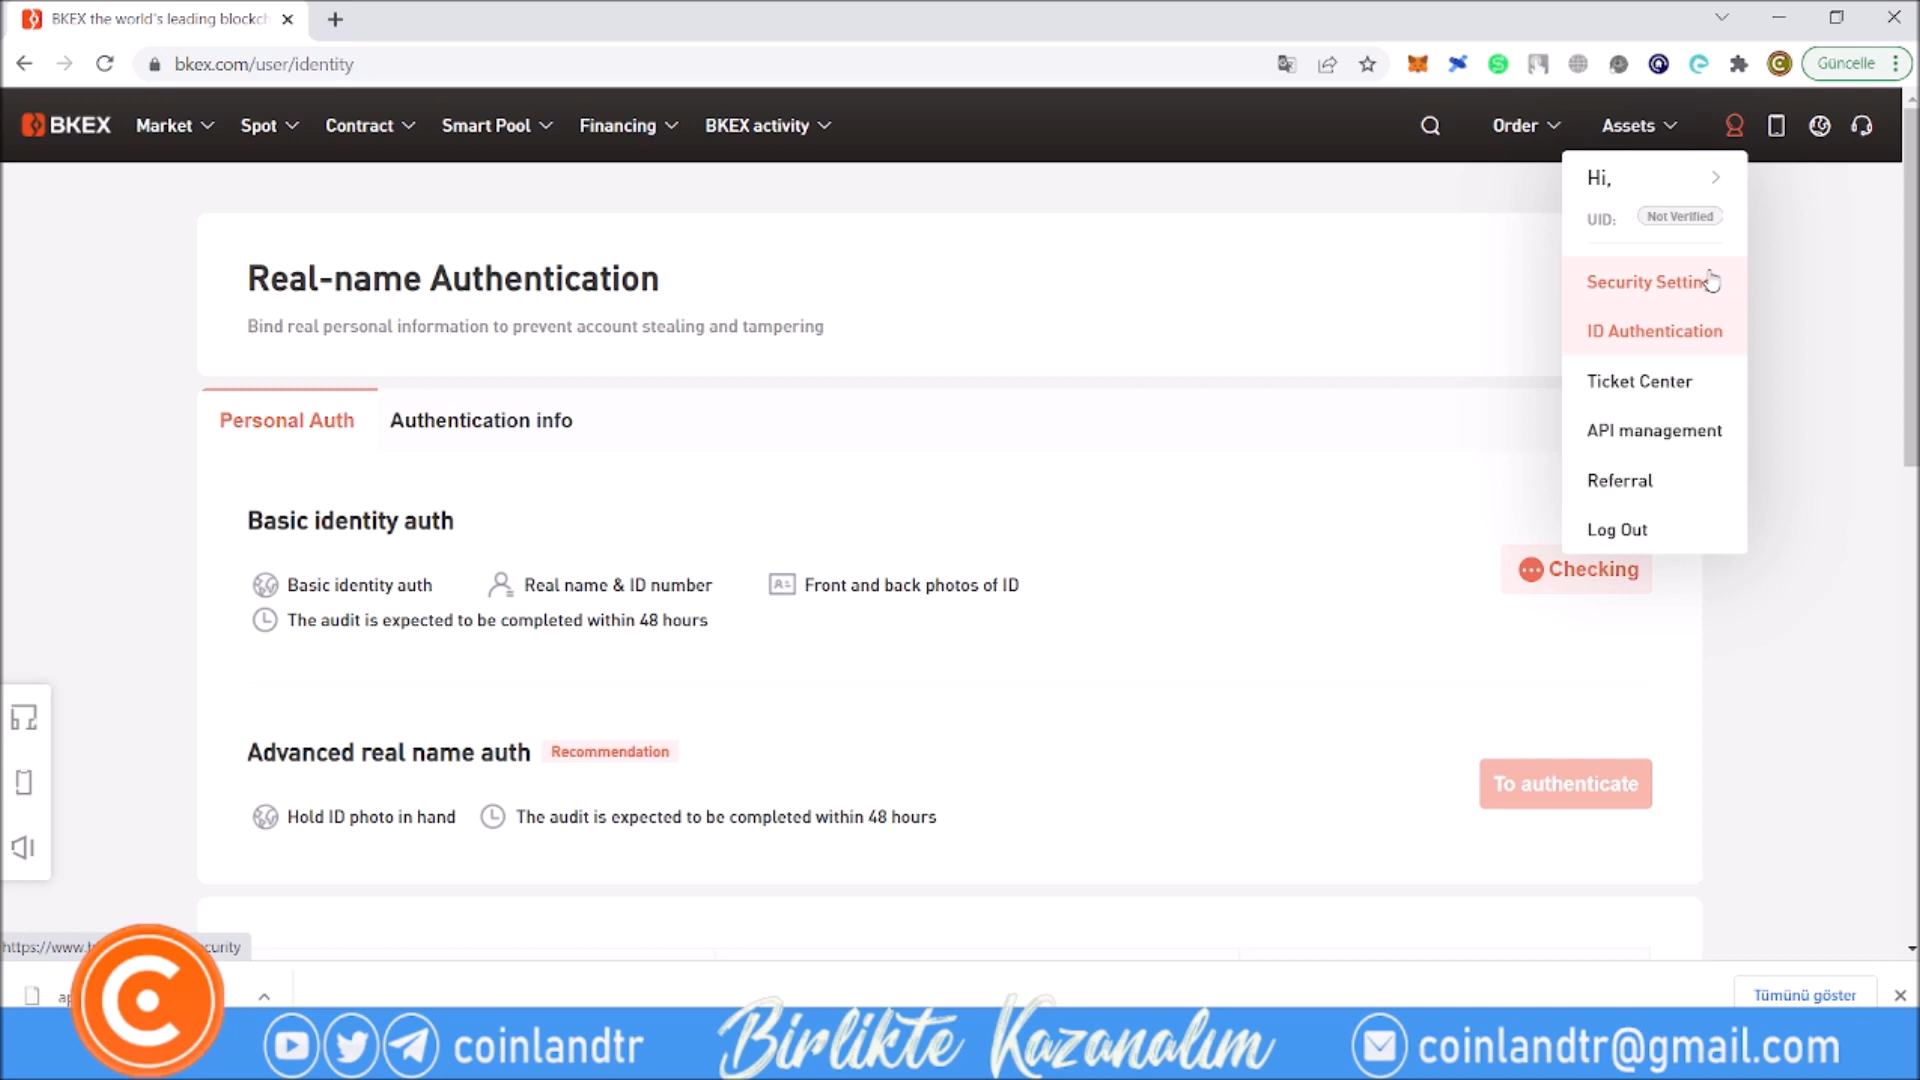 BKEX the world's leading blockch
bkex.com/user/identity
Güncelle
BKEX
Market
Spot
Contract
Smart Pool
Financing
BKEX activity
Order
Assets
Hi,
UID:
Not Verified
Security Settin
ID Authentication
Ticket Center
API management
Referral
Log Out
Real-name Authentication
Bind real personal information to prevent account stealing and tampering
Personal Auth
Authentication info
Basic identity auth
Basic identity auth
Real name & ID number
Front and back photos of ID
The audit is expected to be completed within 48 hours
Checking
Advanced real name auth
Recommendation
Hold ID photo in hand
The audit is expected to be completed within 48 hours
To authenticate
https://www.b
curity
Tümünü göster
coinlandtr
Birlikte Kazanalım
coinlandtr@gmail.com